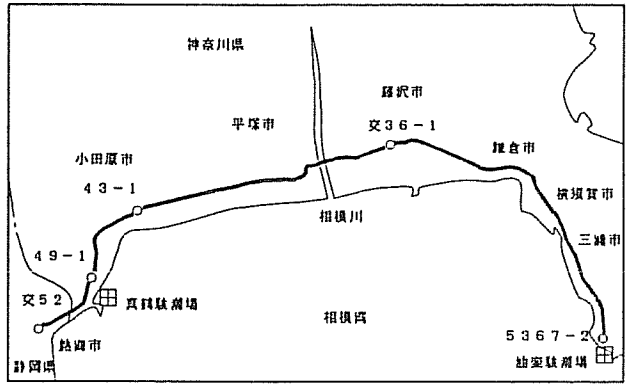 神奈川県
藤沢市
平塚市
交36-1
鎌倉市
小田原市
43-1
横須賀市
相模川
三浦市
49-1
交52
真鶴験潮場
相模湾
5367-2
熱海市
油壷験潮場
静岡県